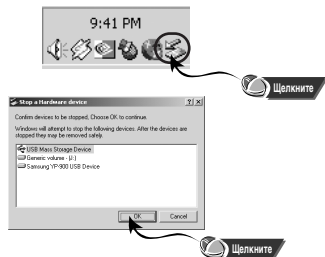 9:41 PM
Щелкните
Stop a Hardware device
Confirm devices to be stopped, Choose OK to continue.
Windows will attempt to stop the following devices. After the devices are
stopped they may be removed safely.
USB Mass Storage Device
Generic volume - (J:)
Samsung YP-900 USB Device
OK
Cancel
Щелкните